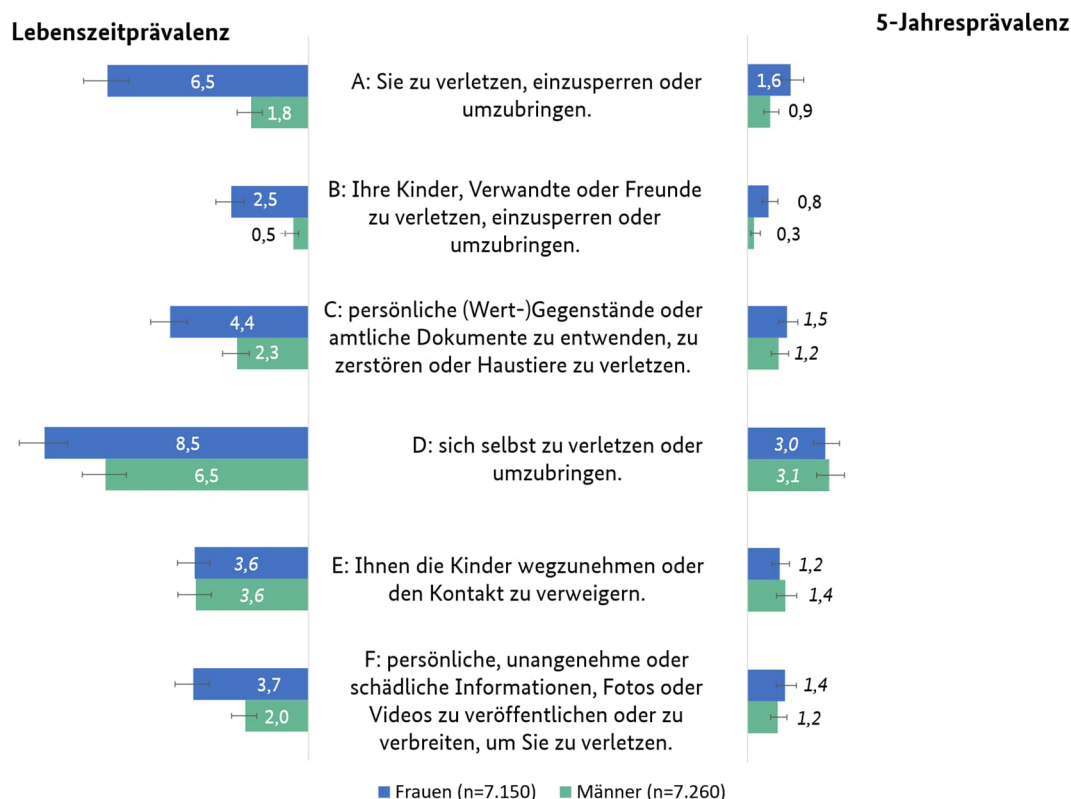 Lebenszeitprävalenz
5-Jahresprävalenz
6,5
1,8
A: Sie zu verletzen, einzusperren oder
umzubringen.
1,6
0,9
2,5
0,5
B: Ihre Kinder, Verwandte oder Freunde
zu verletzen, einzusperren oder
umzubringen.
0,8
0,3
4,4
2,3
C: persönliche (Wert-)Gegenstände oder
amtliche Dokumente zu entwenden, zu
zerstören oder Haustiere zu verletzen.
1,5
1,2
8,5
6,5
D: sich selbst zu verletzen oder
umzubringen.
3,0
3,1
3,6
3,6
E: Ihnen die Kinder wegzunehmen oder
den Kontakt zu verweigern.
1,2
1,4
3,7
2,0
F: persönliche, unangenehme oder
schädliche Informationen, Fotos oder
Videos zu veröffentlichen oder zu
verbreiten, um Sie zu verletzen.
1,4
1,2
Frauen (n=7.150) Männer (n=7.260)